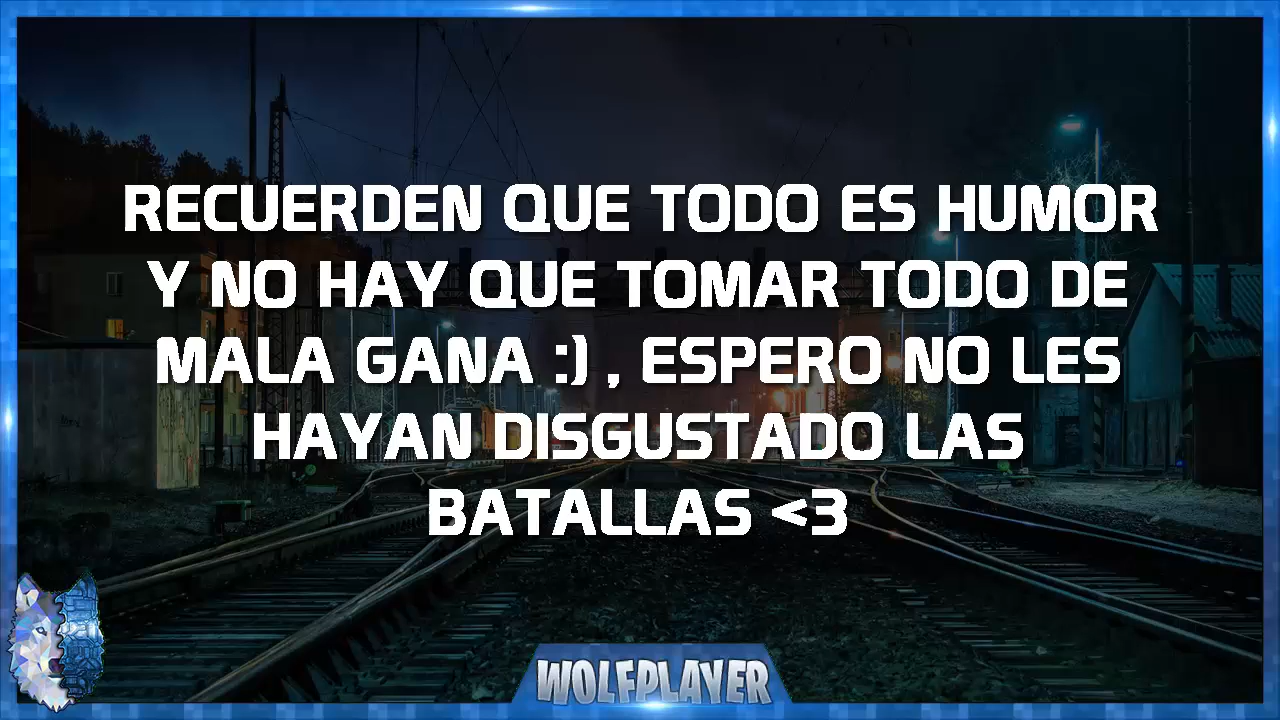 RECUERDEN QUE TODO ES HUMOR
Y NO HAY QUE TOMAR TODO DE
MALA GANA :) , ESPERO NO LES
HAYAN DISGUSTADO LAS
BATALLAS <3
WOLFPLAYER